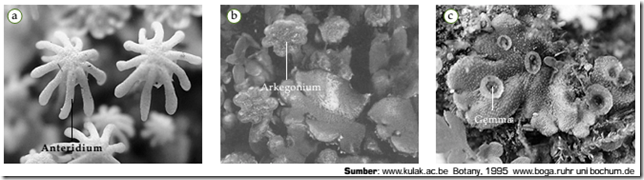 a
b
c
Anteridium
Arkegonium
Gemma
Sumber: www.kulak.ac.be Botany, 1995 www.boga.ruhr uni bochum.de